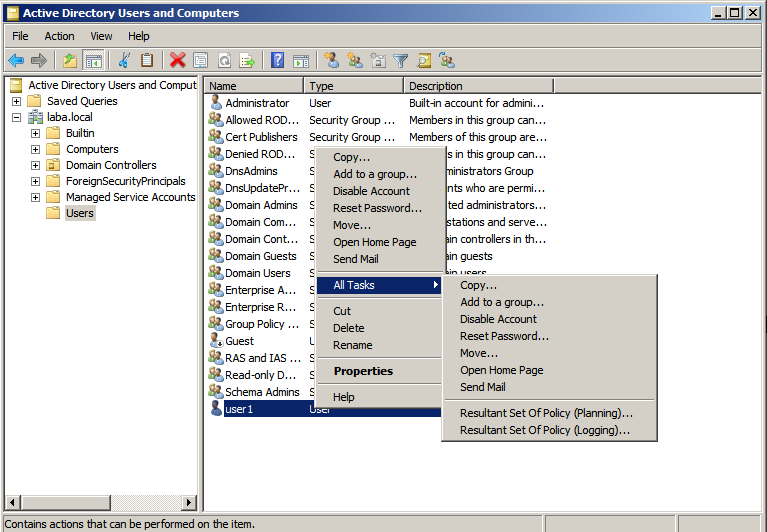 Active Directory Users and Computers
File Action View Help
Active Directory Users and Comput
Saved Queries
laba.local
Builtin
Computers
Domain Controllers
ForeignSecurityPrincipals
Managed Service Accounts
Users
Name Type Description
Administrator User Built-in account for admini...
Allowed ROD... Security Group ... Members in this group can...
Cert Publishers Security Group ... Members of this group are...
Denied ROD... Security Group ... s in this group can...
DnsAdmins S ministrators Group
DnsUpdatePr... S nts who are permi...
Domain Admins S ted administrators...
Domain Com... S stations and serve...
Domain Cont... S in controllers in th...
Domain Guests S in guests
Domain Users S in users
Enterprise A... S
Enterprise R... S
Group Policy ... S
Guest U
RAS and IAS ... S
Read-only D... S
Schema Admins S
user1 User
Copy...
Add to a group...
Disable Account
Reset Password...
Move...
Open Home Page
Send Mail
All Tasks
Cut
Delete
Rename
Properties
Help
Copy...
Add to a group...
Disable Account
Reset Password...
Move...
Open Home Page
Send Mail
Resultant Set Of Policy (Planning)...
Resultant Set Of Policy (Logging)...
Contains actions that can be performed on the item.